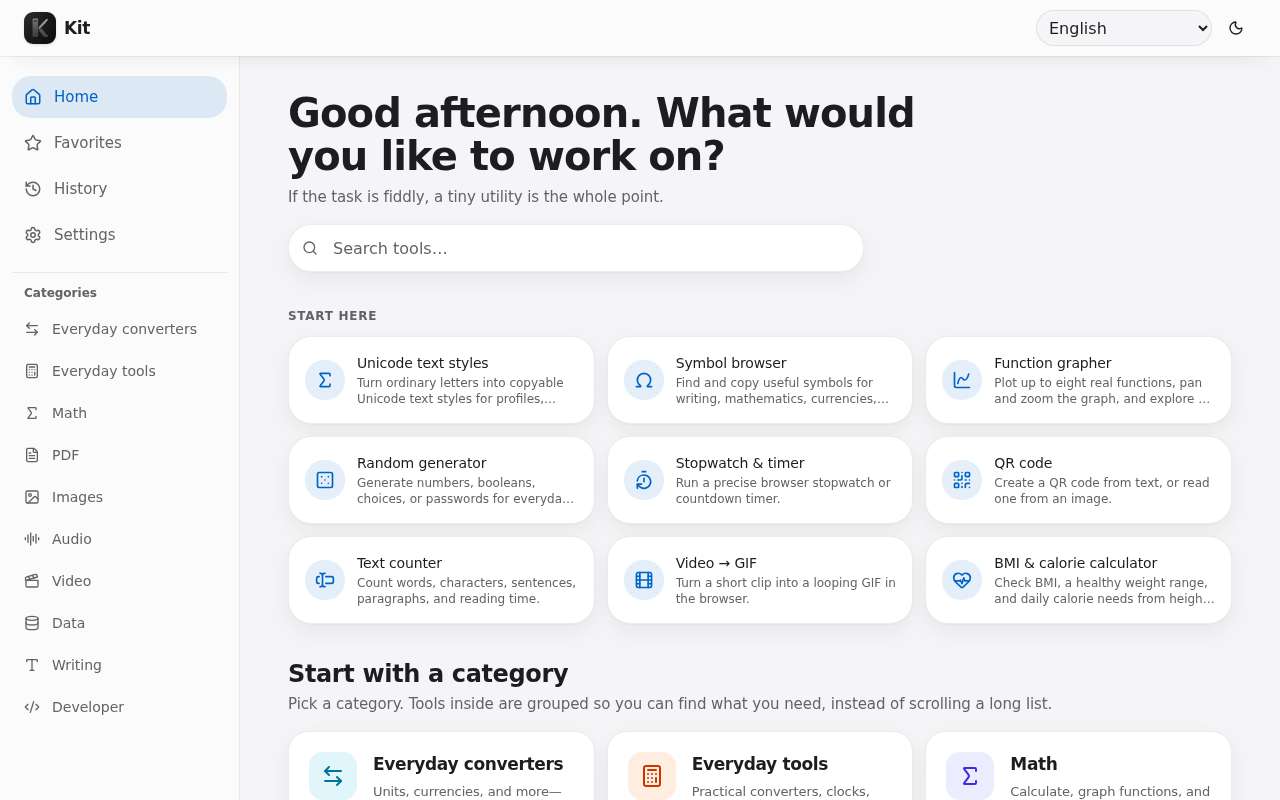 Kit
English
Home
Favorites
History
Settings
Categories
Everyday converters
Everyday tools
Math
PDF
Images
Audio
Video
Data
Writing
Developer
Good afternoon. What would
you like to work on?
If the task is fiddly, a tiny utility is the whole point.
Search tools…
START HERE
Unicode text styles
Turn ordinary letters into copyable
Unicode text styles for profiles,…
Symbol browser
Find and copy useful symbols for
writing, mathematics, currencies,…
Function grapher
Plot up to eight real functions, pan
and zoom the graph, and explore …
Random generator
Generate numbers, booleans,
choices, or passwords for everyda…
Stopwatch & timer
Run a precise browser stopwatch or
countdown timer.
QR code
Create a QR code from text, or read
one from an image.
Text counter
Count words, characters, sentences,
paragraphs, and reading time.
Video → GIF
Turn a short clip into a looping GIF in
the browser.
BMI & calorie calculator
Check BMI, a healthy weight range,
and daily calorie needs from heigh…
Start with a category
Pick a category. Tools inside are grouped so you can find what you need, instead of scrolling a long list.
Everyday converters
Units, currencies, and more—
Everyday tools
Practical converters, clocks,
Math
Calculate, graph functions, and